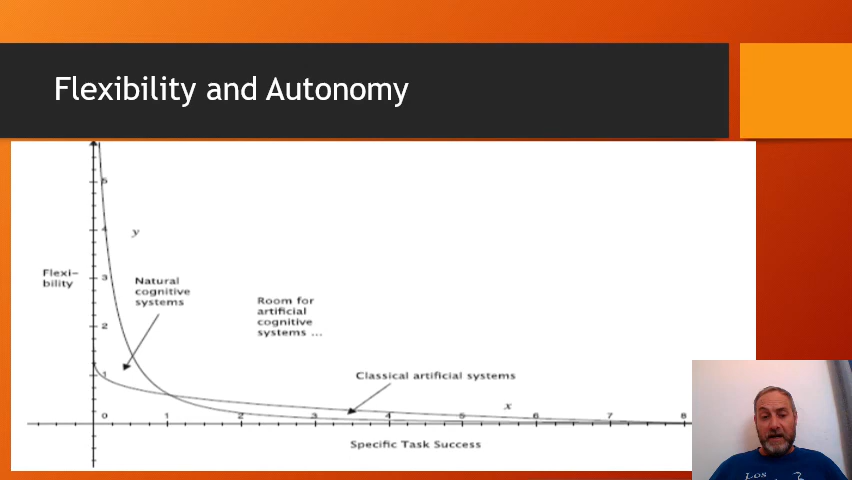 Flexibility and Autonomy
5
4
y
3
Flexi-
bility
Natural
cognitive
systems
Room for
artificial
cognitive
systems ...
2
1
Classical artificial systems
x
0 1 2 3 4 5 6 7 8
Specific Task Success
Los